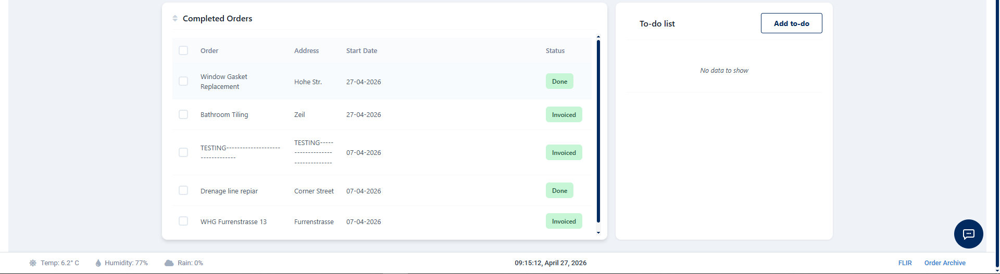 Completed Orders
To-do list
Add to-do
Order Address Start Date Status
No data to show
Window Gasket
Replacement
Hohe Str.
27-04-2026
Done
Bathroom Tiling
Zeil
27-04-2026
Invoiced
TESTING--------------------
-------------
TESTING-----
---------------
--------------
07-04-2026
Invoiced
Drenage line repiar
Corner Street
07-04-2026
Done
WHG Furrenstrasse 13
Furrenstrasse
07-04-2026
Invoiced
Temp: 6.2° C
Humidity: 77%
Rain: 0%
09:15:12, April 27, 2026
FLIR
Order Archive